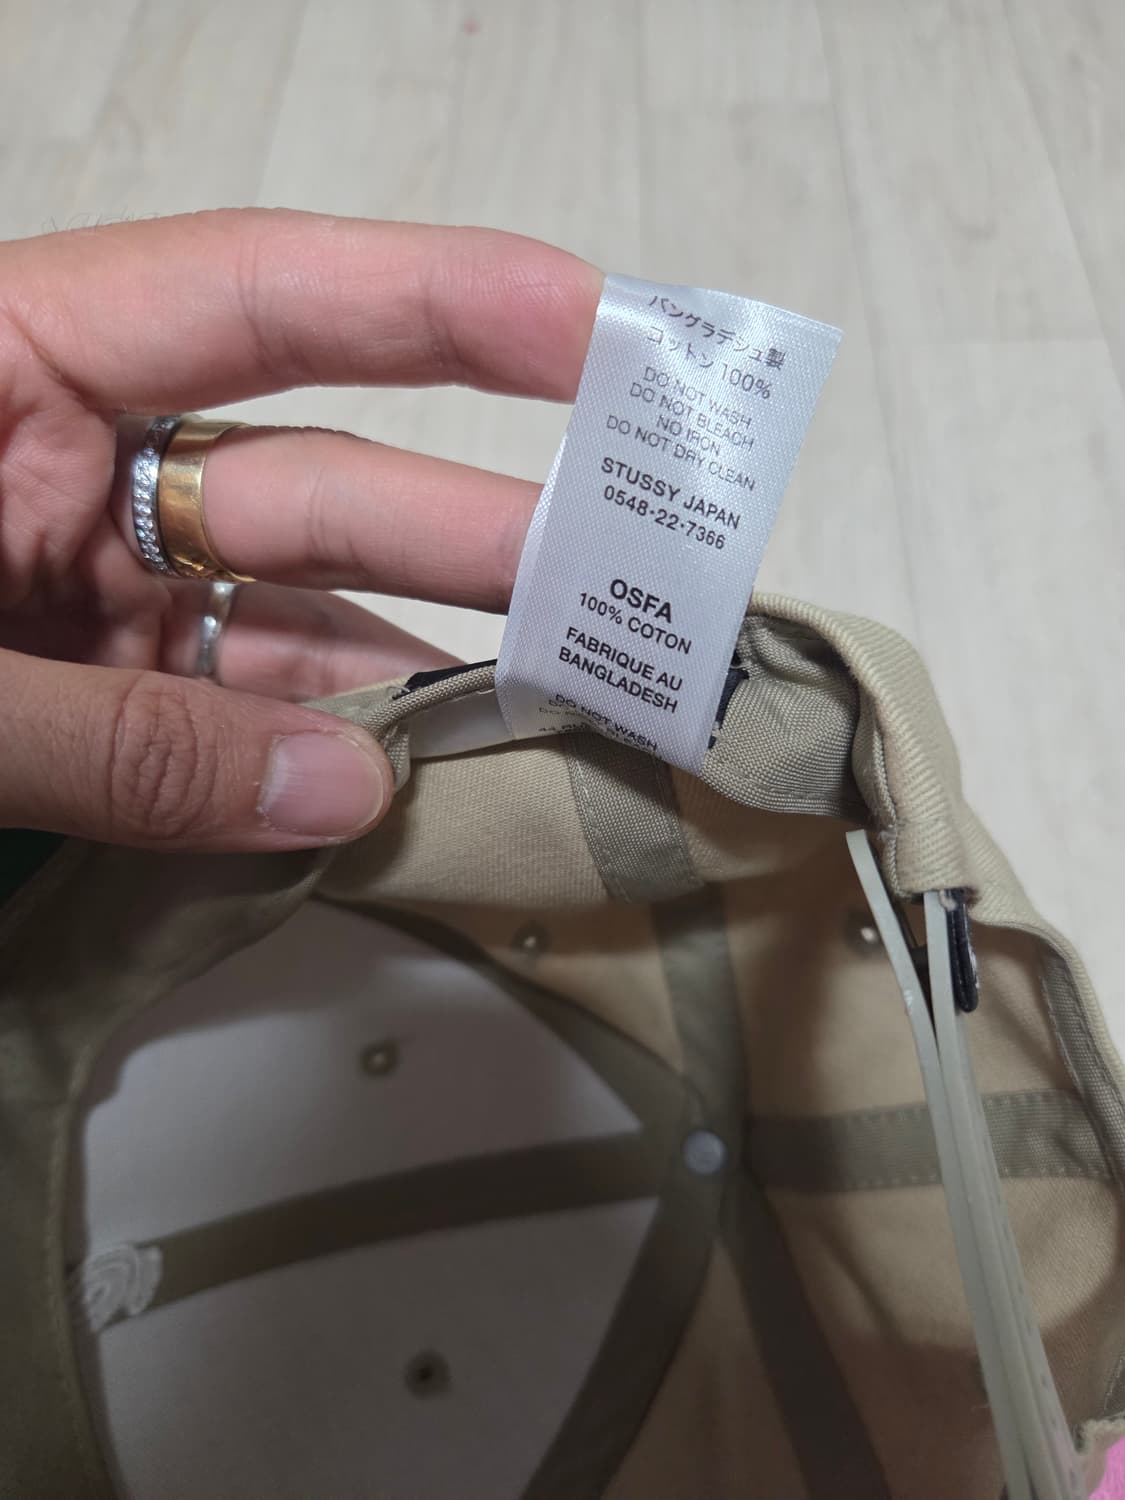 バングラデシュ製
コットン 100%
DO NOT WASH
DO NOT BLEACH
NO IRON
DO NOT DRY CLEAN
STUSSY JAPAN
0548-22-7366
OSFA
100% COTON
FABRIQUE AU
BANGLADESH
DO NOT WASH